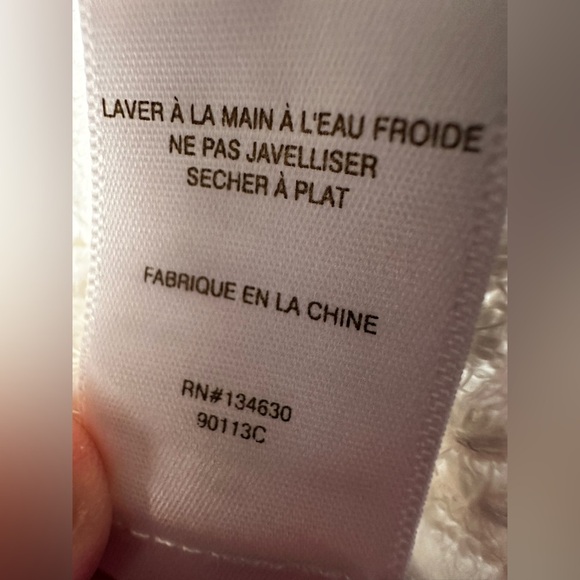 LAVER À LA MAIN À L'EAU FROIDE
NE PAS JAVELLISER
SECHER À PLAT
FABRIQUE EN LA CHINE
RN#134630
90113C